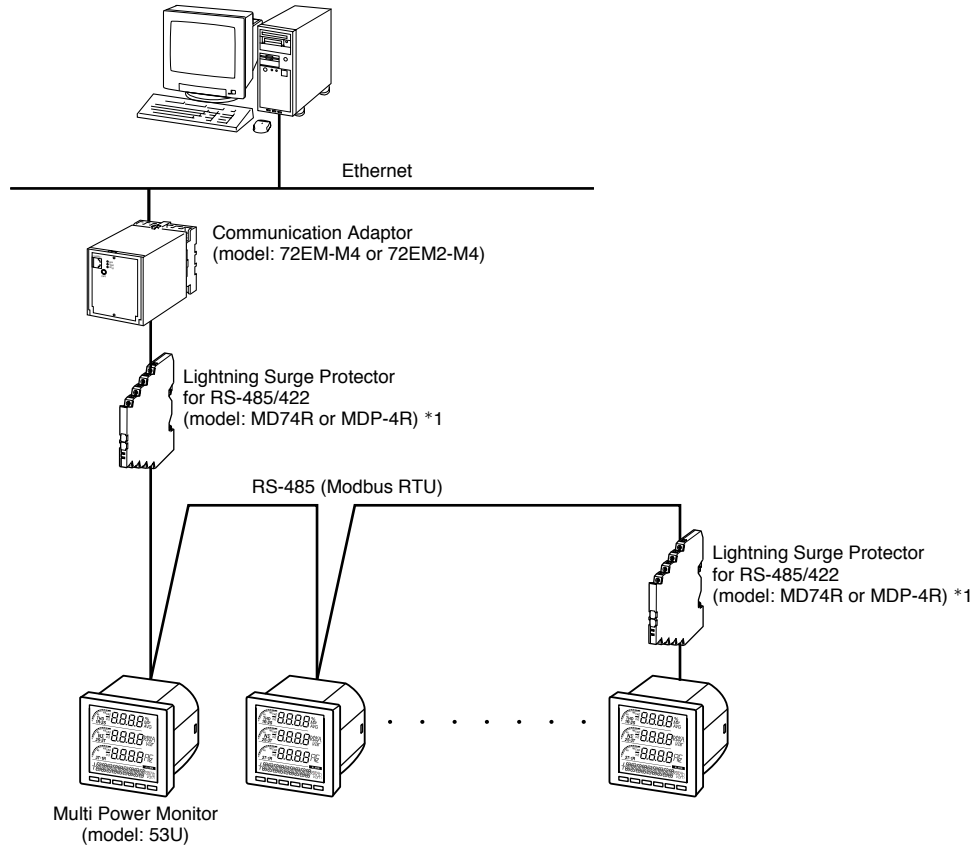 Ethernet
Communication Adaptor
(model: 72EM-M4 or 72EM2-M4)
Lightning Surge Protector
for RS-485/422
(model: MD74R or MDP-4R) *1
RS-485 (Modbus RTU)
Lightning Surge Protector
for RS-485/422
(model: MD74R or MDP-4R) *1
Multi Power Monitor
(model: 53U)